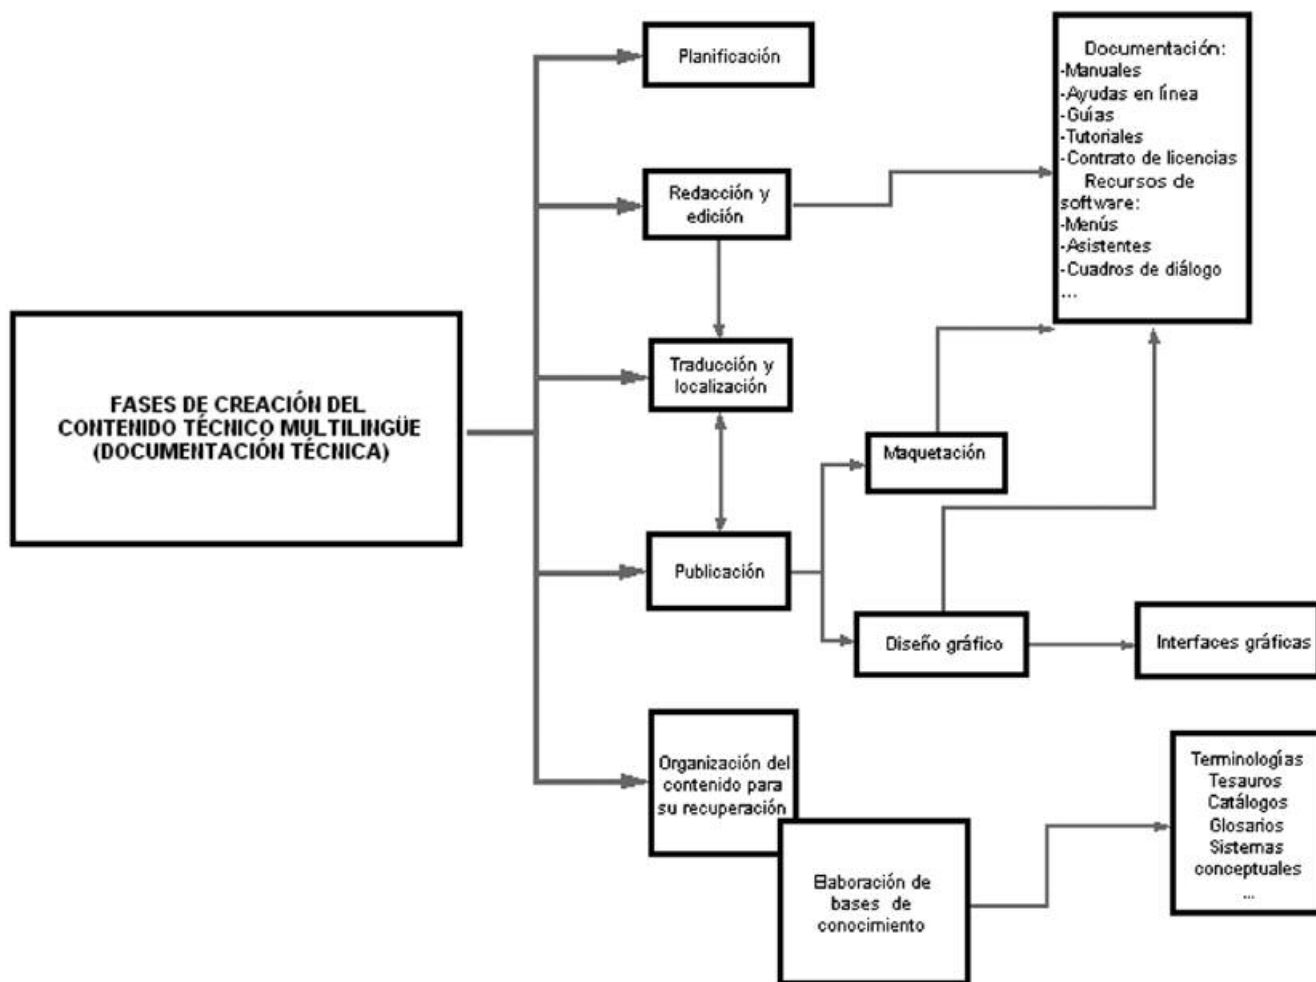 Planificación
Documentación:
-Manuales
-Ayudas en línea
-Guías
-Tutoriales
-Contrato de licencias
Recursos de
software:
-Menús
-Asistentes
-Cuadros de diálogo
...
Redacción y
edición
Traducción y
localización
FASES DE CREACIÓN DEL
CONTENIDO TÉCNICO MULTILINGÜE
(DOCUMENTACIÓN TÉCNICA)
Maquetación
Publicación
Diseño gráfico
Interfaces gráficas
Organización del
contenido para
su recuperación
Terminologías
Tesauros
Catálogos
Glosarios
Sistemas
conceptuales
...
Elaboración de
bases de
conocimiento